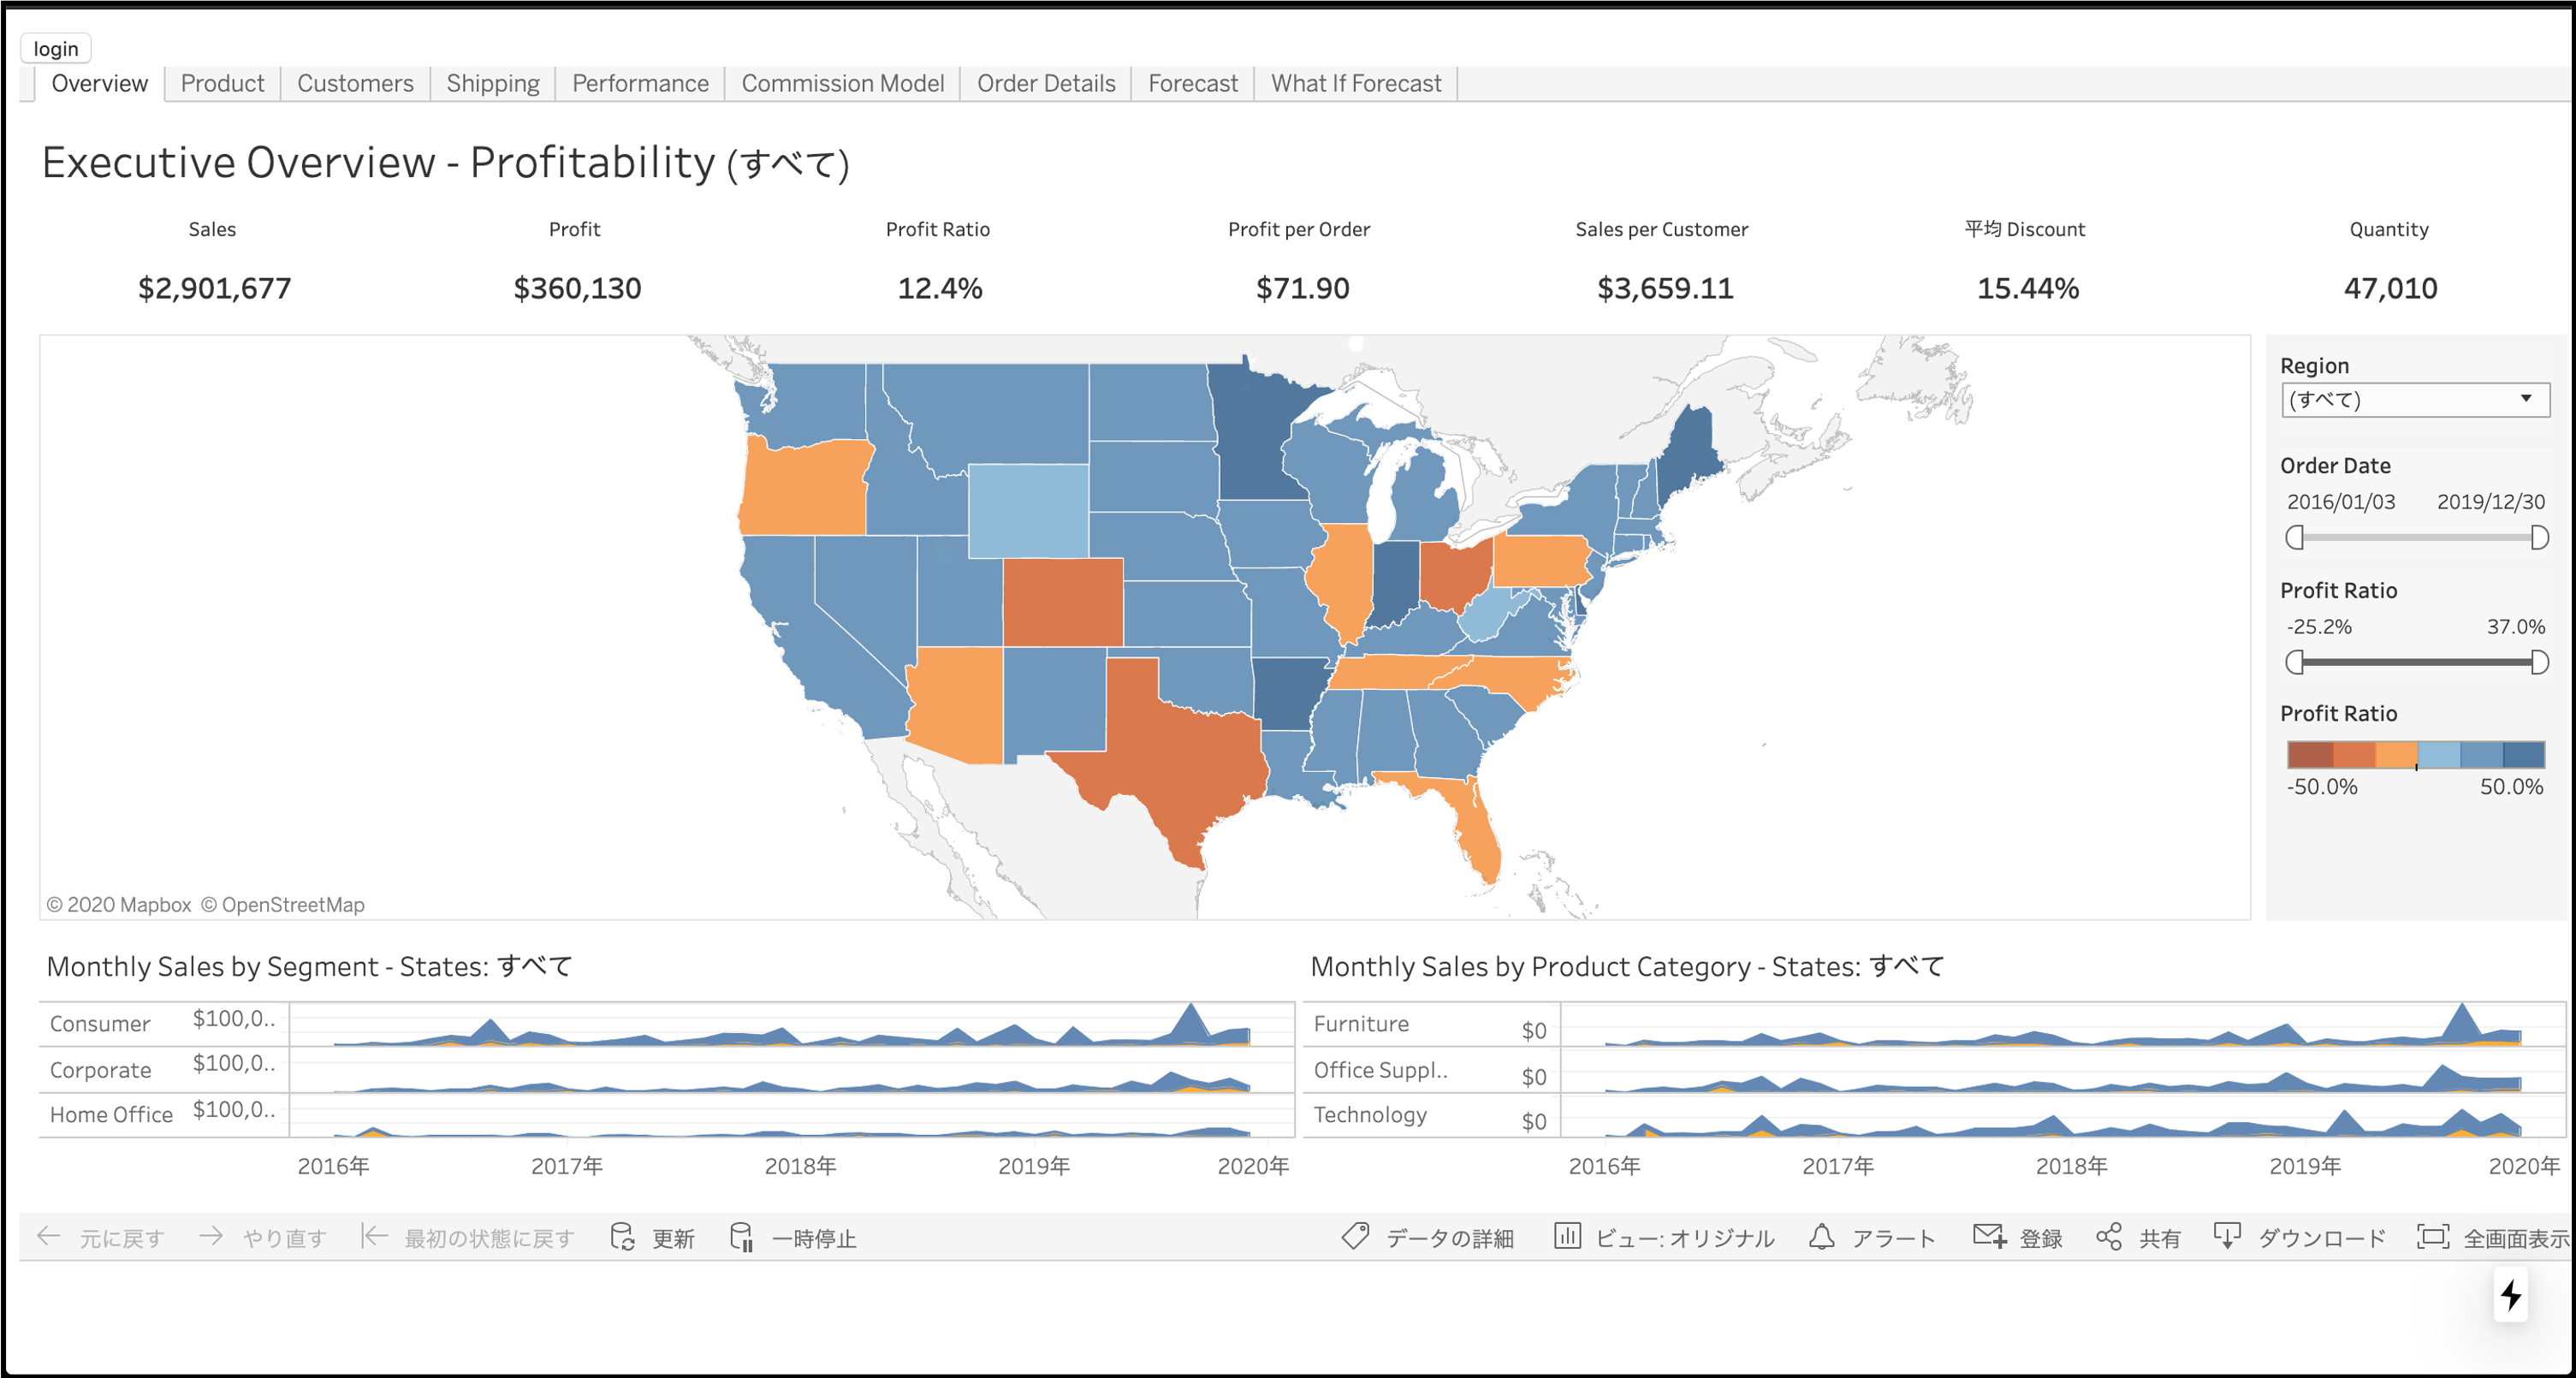 login
Overview Product Customers Shipping Performance Commission Model Order Details Forecast What If Forecast
Executive Overview - Profitability (すべて)
Sales Profit Profit Ratio Profit per Order Sales per Customer 平均 Discount Quantity
$2,901,677 $360,130 12.4% $71.90 $3,659.11 15.44% 47,010
Region
(すべて)
Order Date
2016/01/03 2019/12/30
Profit Ratio
-25.2% 37.0%
Profit Ratio
-50.0% 50.0%
© 2020 Mapbox © OpenStreetMap
Monthly Sales by Segment - States: すべて
Consumer $100,0..
Corporate $100,0..
Home Office $100,0..
2016年 2017年 2018年 2019年 2020年
Monthly Sales by Product Category - States: すべて
Furniture $0
Office Suppl.. $0
Technology $0
2016年 2017年 2018年 2019年 2020年
元に戻す やり直す 最初の状態に戻す 更新 一時停止 データの詳細 ビュー: オリジナル アラート 登録 共有 ダウンロード 全画面表示